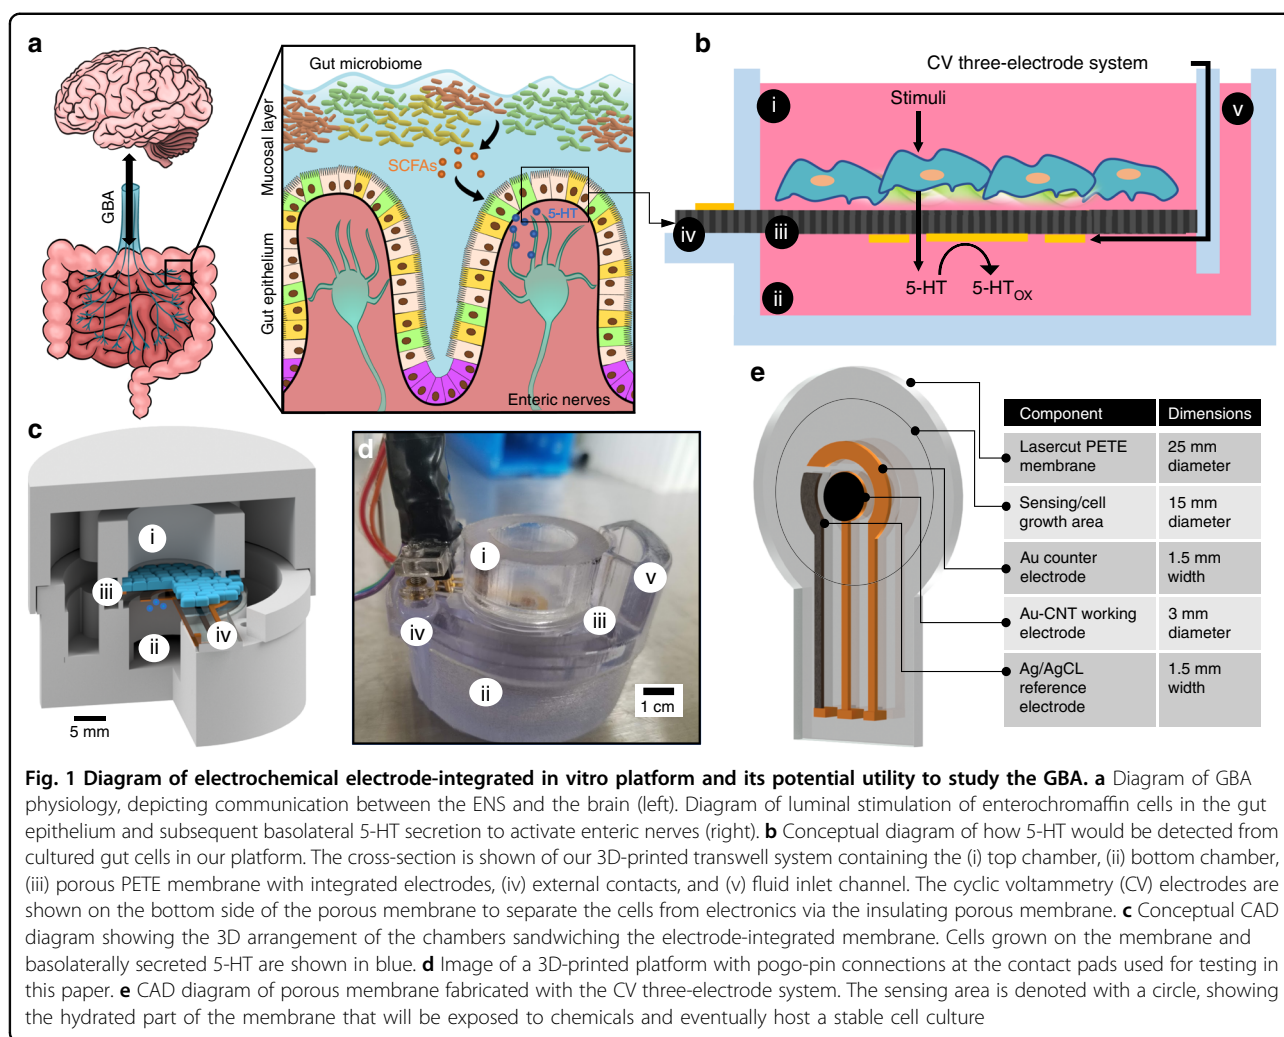 a
GBA
Gut microbiome
Mucosal layer
SCFAs
5-HT
Gut epithelium
Enteric nerves
b
CV three-electrode system
i
Stimuli
v
iv
iii
5-HT
5-HTOX
ii
c
i
iii
ii
iv
5 mm
d
i
v
iii
iv
ii
1 cm
e
Component Dimensions
Lasercut PETE 25 mm
membrane diameter
Sensing/cell 15 mm
growth area diameter
Au counter 1.5 mm
electrode width
Au-CNT working 3 mm
electrode diameter
Ag/AgCL 1.5 mm
reference width
electrode
Fig. 1 Diagram of electrochemical electrode-integrated in vitro platform and its potential utility to study the GBA. a Diagram of GBA
physiology, depicting communication between the ENS and the brain (left). Diagram of luminal stimulation of enterochromaffin cells in the gut
epithelium and subsequent basolateral 5-HT secretion to activate enteric nerves (right). b Conceptual diagram of how 5-HT would be detected from
cultured gut cells in our platform. The cross-section is shown of our 3D-printed transwell system containing the (i) top chamber, (ii) bottom chamber,
(iii) porous PETE membrane with integrated electrodes, (iv) external contacts, and (v) fluid inlet channel. The cyclic voltammetry (CV) electrodes are
shown on the bottom side of the porous membrane to separate the cells from electronics via the insulating porous membrane. c Conceptual CAD
diagram showing the 3D arrangement of the chambers sandwiching the electrode-integrated membrane. Cells grown on the membrane and
basolaterally secreted 5-HT are shown in blue. d Image of a 3D-printed platform with pogo-pin connections at the contact pads used for testing in
this paper. e CAD diagram of porous membrane fabricated with the CV three-electrode system. The sensing area is denoted with a circle, showing
the hydrated part of the membrane that will be exposed to chemicals and eventually host a stable cell culture